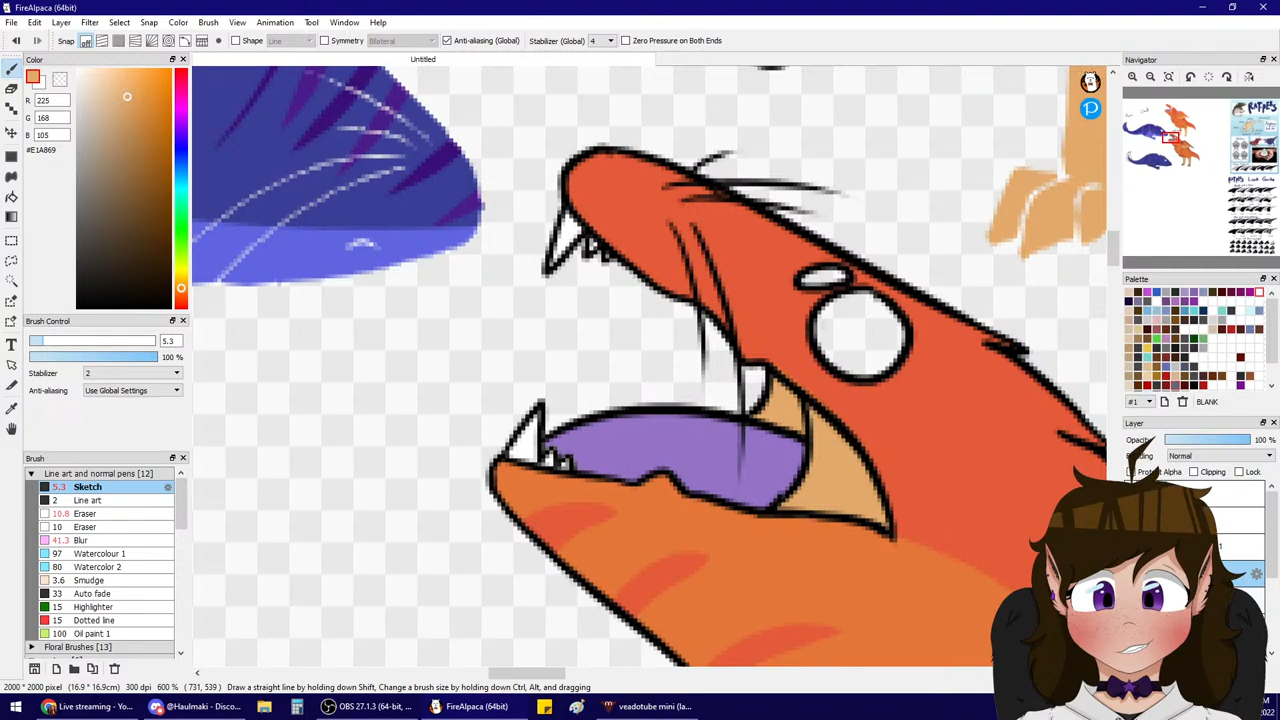 FireAlpaca (64bit)
File Edit Layer Filter Select Snap Color Brush View Animation Tool Window Help
Snap off Shape Line Symmetry Bilateral Anti-aliasing (Global) Stabilizer (Global) 4 Zero Pressure on Both Ends
Color
Untitled
Navigator
R 225
G 168
B 105
#E1A869
Brush Control
5.3
100 %
Stabilizer 2
Anti-aliasing Use Global Settings
Palette
#1 BLANK
Layer
Opacity 100 %
Normal
Protect Alpha Clipping Lock
Brush
Line art and normal pens [12]
5.3 Sketch
2 Line art
10.8 Eraser
10 Eraser
41.3 Blur
97 Watercolour 1
80 Watercolor 2
3.6 Smudge
33 Auto fade
15 Highlighter
15 Dotted line
100 Oil paint 1
Floral Brushes [13]
2000 * 2000 pixel (16.9 * 16.9cm) 300 dpi 600 % ( 731, 539 ) Draw a straight line by holding down Shift, Change a brush size by holding down Ctrl, Alt, and dragging
Live streaming - Yo... @Haulmaki - Disco... OBS 27.1.3 (64-bit, ... FireAlpaca (64bit) veadotube mini (la...